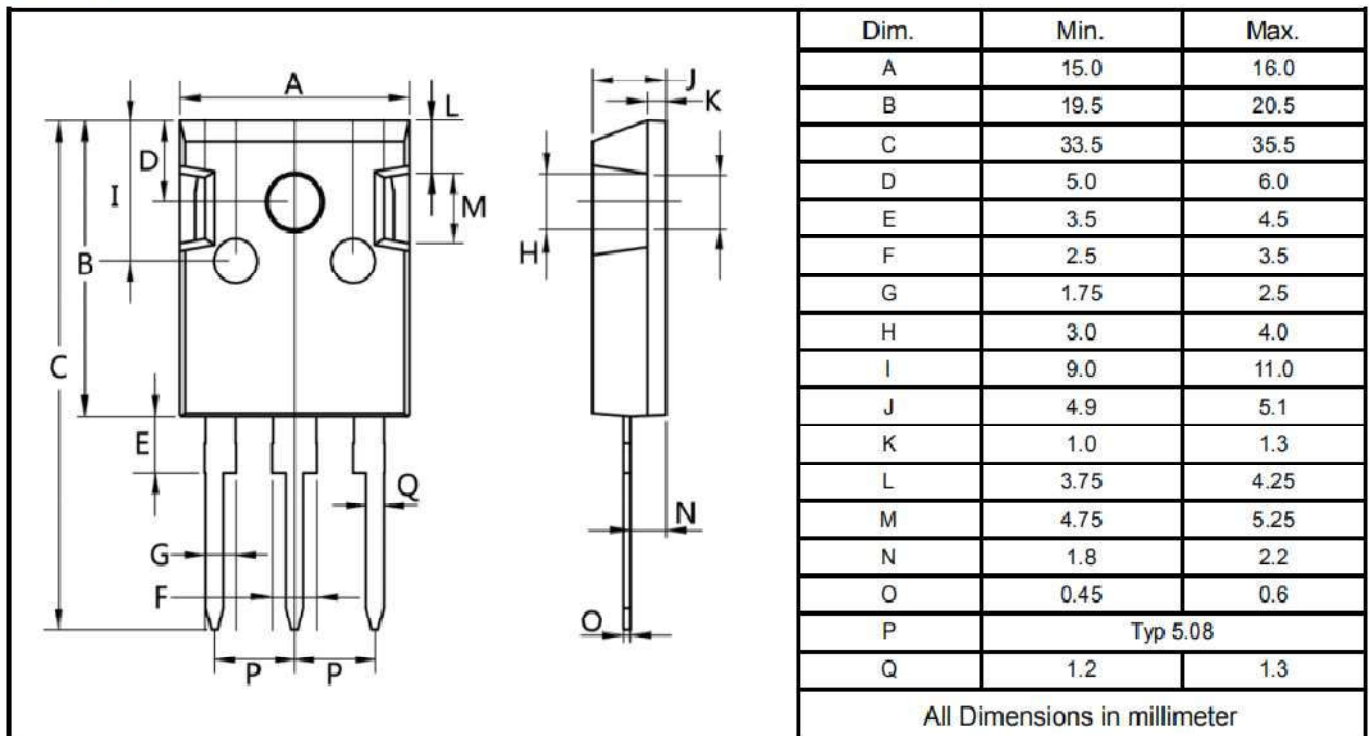 A
L
D
I
M
B
C
E
Q
G
F
P P
J
K
H
N
O
Dim. Min. Max.
A 15.0 16.0
B 19.5 20.5
C 33.5 35.5
D 5.0 6.0
E 3.5 4.5
F 2.5 3.5
G 1.75 2.5
H 3.0 4.0
I 9.0 11.0
J 4.9 5.1
K 1.0 1.3
L 3.75 4.25
M 4.75 5.25
N 1.8 2.2
O 0.45 0.6
P Typ 5.08
Q 1.2 1.3
All Dimensions in millimeter